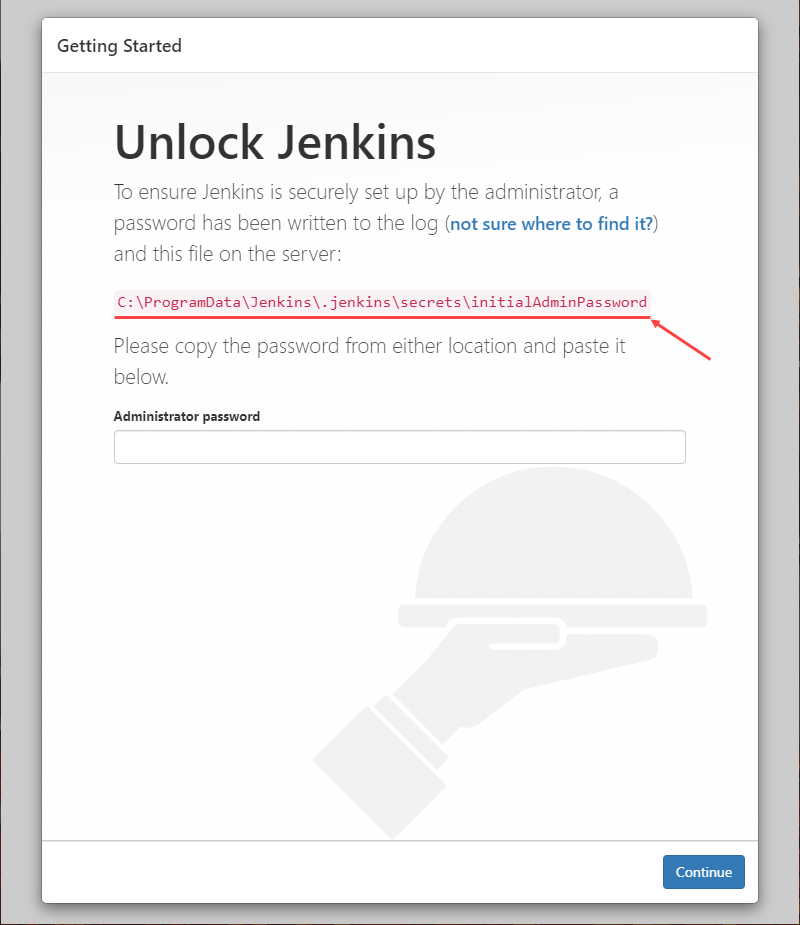 Getting Started
Unlock Jenkins
To ensure Jenkins is securely set up by the administrator, a
password has been written to the log (not sure where to find it?)
and this file on the server:
C:\ProgramData\Jenkins\.jenkins\secrets\initialAdminPassword
Please copy the password from either location and paste it
below.
Administrator password
Continue